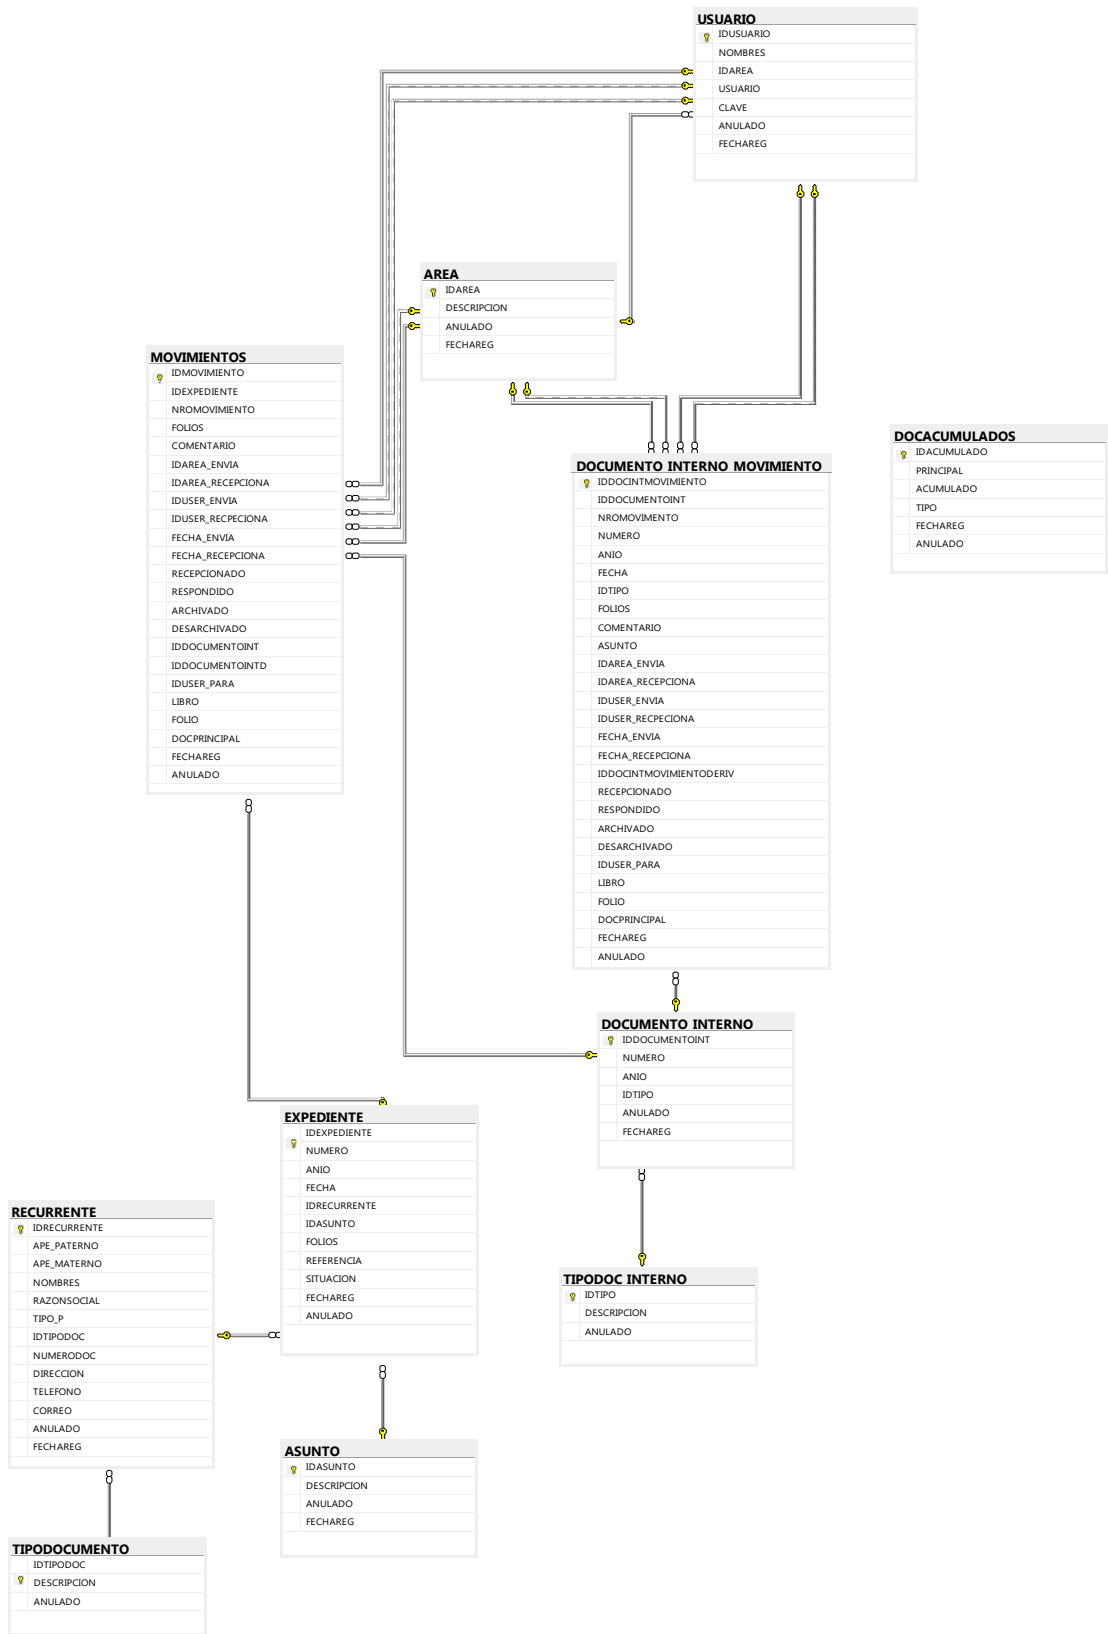 USUARIO
IDUSUARIO
NOMBRES
IDAREA
USUARIO
CLAVE
ANULADO
FECHAREG
AREA
IDAREA
DESCRIPCION
ANULADO
FECHAREG
MOVIMIENTOS
IDMOVIMIENTO
IDEXPEDIENTE
NROMOVIMIENTO
FOLIOS
COMENTARIO
IDAREA_ENVIA
IDAREA_RECEPCIONA
IDUSER_ENVIA
IDUSER_RECPECIONA
FECHA_ENVIA
FECHA_RECEPCIONA
RECEPCIONADO
RESPONDIDO
ARCHIVADO
DESARCHIVADO
IDDOCUMENTOINT
IDDOCUMENTOINTD
IDUSER_PARA
LIBRO
FOLIO
DOCPRINCIPAL
FECHAREG
ANULADO
DOCACUMULADOS
IDACUMULADO
PRINCIPAL
ACUMULADO
TIPO
FECHAREG
ANULADO
DOCUMENTO INTERNO MOVIMIENTO
IDDOCINTMOVIMIENTO
IDDOCUMENTOINT
NROMOVIMENTO
NUMERO
ANIO
FECHA
IDTIPO
FOLIOS
COMENTARIO
ASUNTO
IDAREA_ENVIA
IDAREA_RECEPCIONA
IDUSER_ENVIA
IDUSER_RECPECIONA
FECHA_ENVIA
FECHA_RECEPCIONA
IDDOCINTMOVIMIENTODERIV
RECEPCIONADO
RESPONDIDO
ARCHIVADO
DESARCHIVADO
IDUSER_PARA
LIBRO
FOLIO
DOCPRINCIPAL
FECHAREG
ANULADO
DOCUMENTO INTERNO
IDDOCUMENTOINT
NUMERO
ANIO
IDTIPO
ANULADO
FECHAREG
EXPEDIENTE
IDEXPEDIENTE
NUMERO
ANIO
FECHA
IDRECURRENTE
IDASUNTO
FOLIOS
REFERENCIA
SITUACION
FECHAREG
ANULADO
RECURRENTE
IDRECURRENTE
APE_PATERNO
APE_MATERNO
NOMBRES
RAZONSOCIAL
TIPO_P
IDTIPODOC
NUMERODOC
DIRECCION
TELEFONO
CORREO
ANULADO
FECHAREG
TIPODOC INTERNO
IDTIPO
DESCRIPCION
ANULADO
ASUNTO
IDASUNTO
DESCRIPCION
ANULADO
FECHAREG
TIPODOCUMENTO
IDTIPODOC
DESCRIPCION
ANULADO